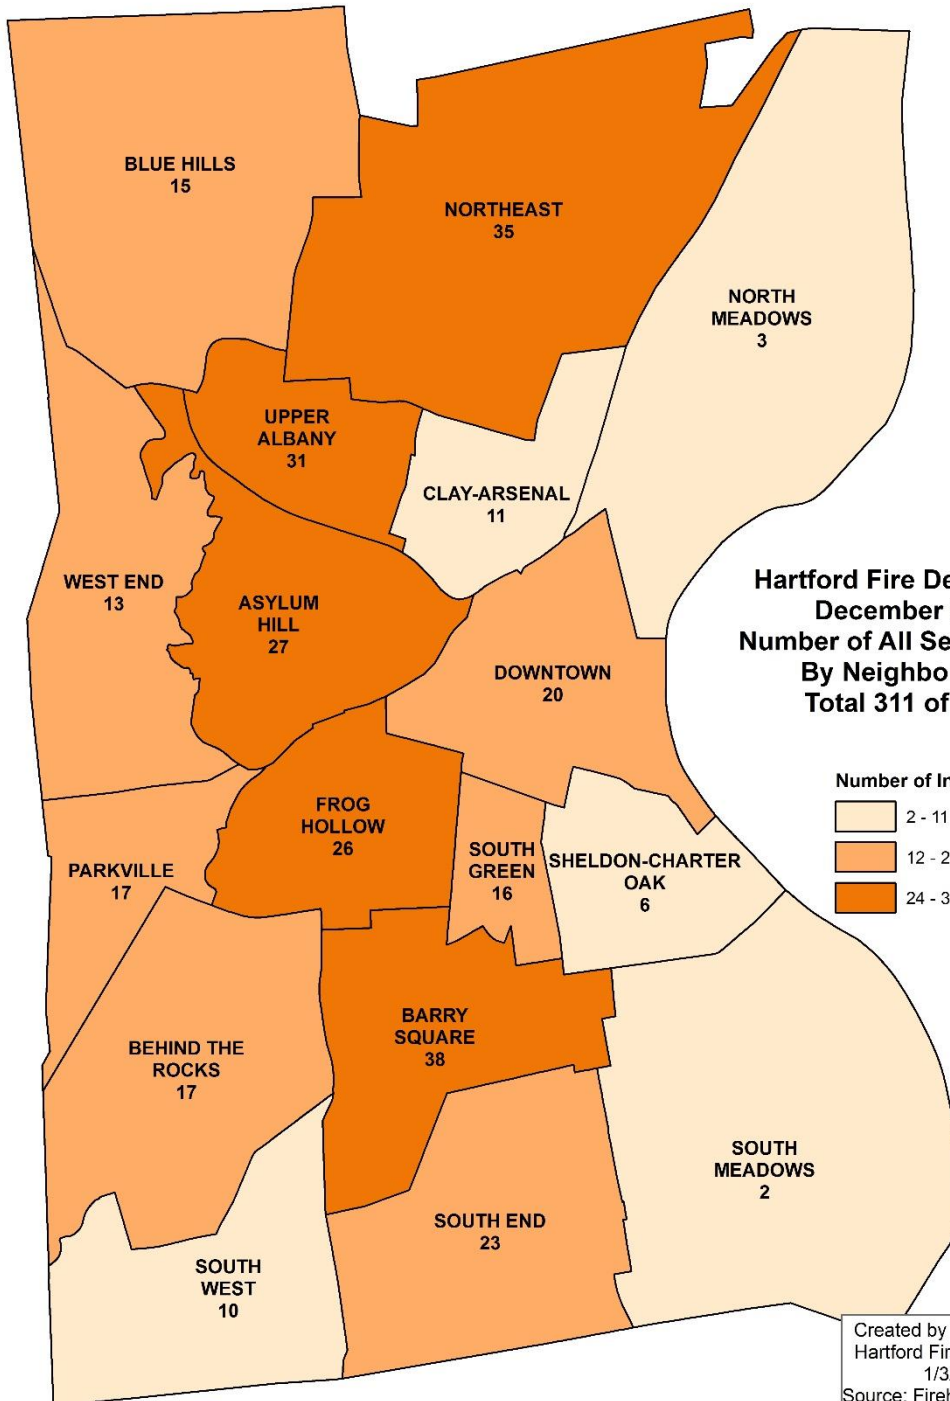 BLUE HILLS
15
NORTHEAST
35
NORTH
MEADOWS
3
UPPER
ALBANY
31
CLAY-ARSENAL
11
WEST END
13
ASYLUM
HILL
27
DOWNTOWN
20
Hartford Fire De
December
Number of All Se
By Neighbo
Total 311 of
Number of In
2 - 11
12 - 2
24 - 3
FROG
HOLLOW
26
SOUTH
GREEN
16
SHELDON-CHARTER
OAK
6
PARKVILLE
17
BEHIND THE
ROCKS
17
BARRY
SQUARE
38
SOUTH
MEADOWS
2
SOUTH END
23
SOUTH
WEST
10
Created by
Hartford Fir
1/3
Source: Fireh